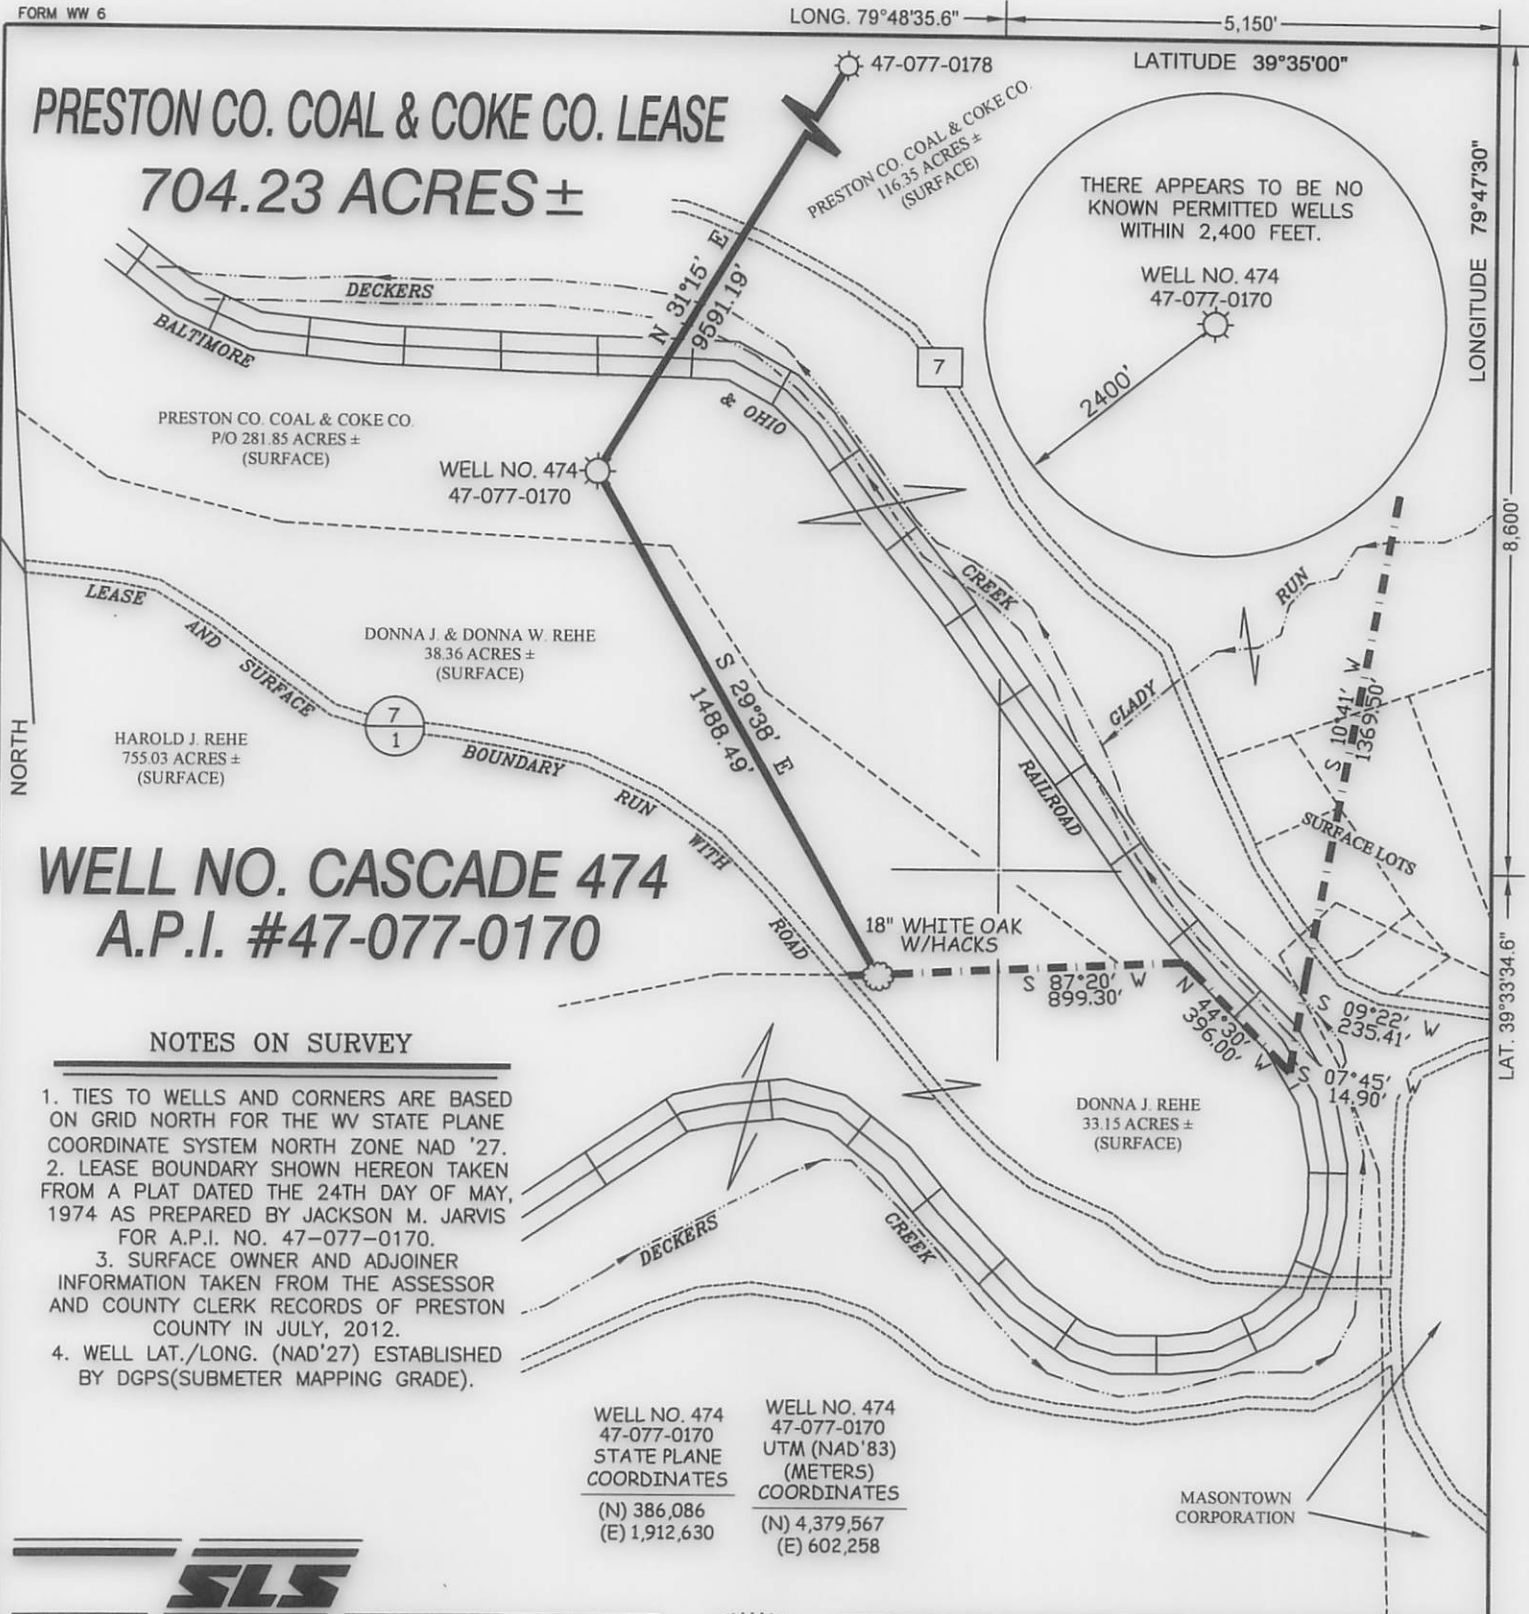 FORM WW 6
LONG. 79°48'35.6"
5,150'
LATITUDE 39°35'00"
47-077-0178
PRESTON CO. COAL & COKE CO. LEASE
704.23 ACRES ±
PRESTON CO. COAL & COKE CO.
116.35 ACRES ±
(SURFACE)
THERE APPEARS TO BE NO
KNOWN PERMITTED WELLS
WITHIN 2,400 FEET.
WELL NO. 474
47-077-0170
2400'
LONGITUDE 79°47'30"
8,600'
LAT. 39°33'34.6"
N 31°15' E
9591.19'
DECKERS
BALTIMORE
& OHIO
7
PRESTON CO. COAL & COKE CO.
P/O 281.85 ACRES ±
(SURFACE)
WELL NO. 474
47-077-0170
CREEK
RUN
GLADY
LEASE
AND
SURFACE
DONNA J. & DONNA W. REHE
38.36 ACRES ±
(SURFACE)
S 29°38' E
1488.49'
7
1
BOUNDARY
RUN
WITH
ROAD
NORTH
HAROLD J. REHE
755.03 ACRES ±
(SURFACE)
RAILROAD
S 10°41' W
1369.50'
SURFACE LOTS
WELL NO. CASCADE 474
A.P.I. #47-077-0170
18" WHITE OAK
W/HACKS
S 87°20' W
899.30'
N 44°30' W
396.00'
S 09°22' W
235.41'
S 07°45' W
14.90'
NOTES ON SURVEY
1. TIES TO WELLS AND CORNERS ARE BASED
ON GRID NORTH FOR THE WV STATE PLANE
COORDINATE SYSTEM NORTH ZONE NAD '27.
2. LEASE BOUNDARY SHOWN HEREON TAKEN
FROM A PLAT DATED THE 24TH DAY OF MAY,
1974 AS PREPARED BY JACKSON M. JARVIS
FOR A.P.I. NO. 47-077-0170.
3. SURFACE OWNER AND ADJOINER
INFORMATION TAKEN FROM THE ASSESSOR
AND COUNTY CLERK RECORDS OF PRESTON
COUNTY IN JULY, 2012.
4. WELL LAT./LONG. (NAD'27) ESTABLISHED
BY DGPS(SUBMETER MAPPING GRADE).
DONNA J. REHE
33.15 ACRES ±
(SURFACE)
DECKERS
CREEK
WELL NO. 474
47-077-0170
STATE PLANE
COORDINATES
(N) 386,086
(E) 1,912,630
WELL NO. 474
47-077-0170
UTM (NAD'83)
(METERS)
COORDINATES
(N) 4,379,567
(E) 602,258
MASONTOWN
CORPORATION
SLS